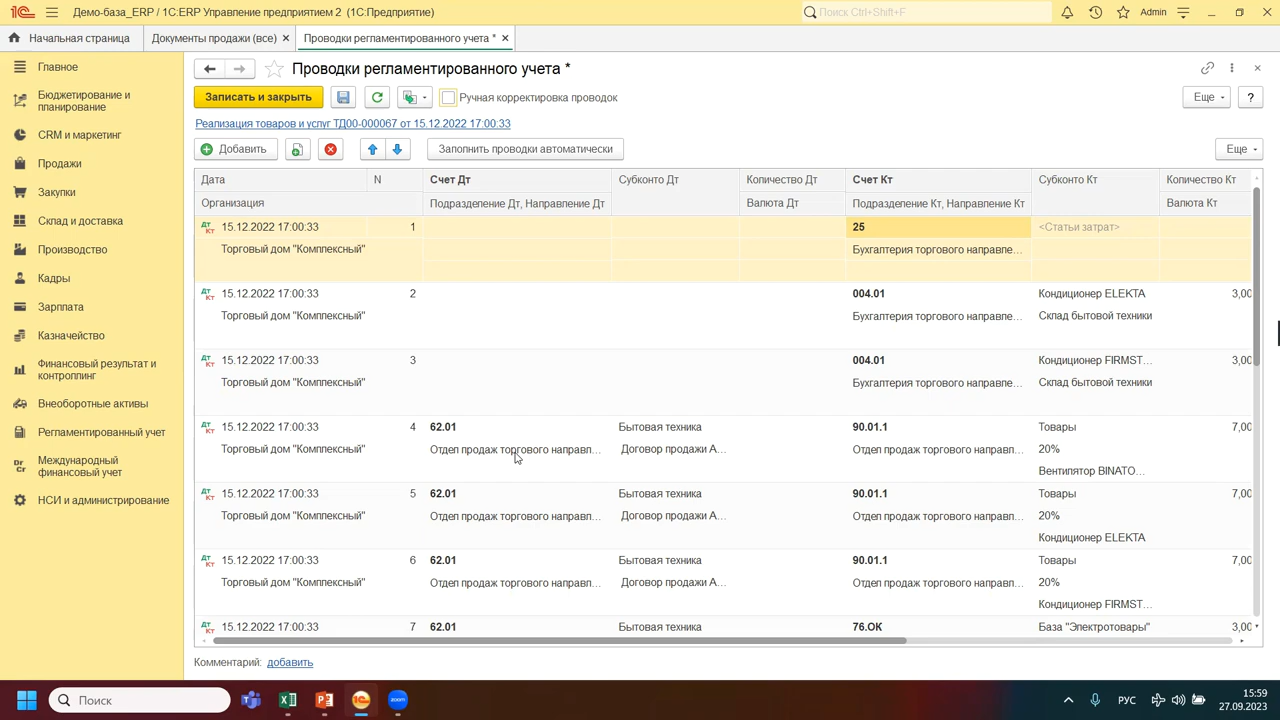 Демо-база_ERP / 1С:ERP Управление предприятием 2 (1С:Предприятие)
Поиск Ctrl+Shift+F
Admin
Начальная страница
Документы продажи (все) ×
Проводки регламентированного учета * ×
Главное
Бюджетирование и
планирование
CRM и маркетинг
Продажи
Закупки
Склад и доставка
Производство
Кадры
Зарплата
Казначейство
Финансовый результат и
контроллинг
Внеоборотные активы
Регламентированный учет
Международный
финансовый учет
НСИ и администрирование
Проводки регламентированного учета *
Записать и закрыть
Ручная корректировка проводок
Еще
?
Реализация товаров и услуг ТД00-000067 от 15.12.2022 17:00:33
Добавить
Заполнить проводки автоматически
Еще
Дата N Счет Дт Субконто Дт Количество Дт Счет Кт Субконто Кт Количество Кт
Организация Подразделение Дт, Направление Дт Валюта Дт Подразделение Кт, Направление Кт Валюта Кт
15.12.2022 17:00:33 1 25 <Статьи затрат>
Торговый дом "Комплексный" Бухгалтерия торгового направле...
15.12.2022 17:00:33 2 004.01 Кондиционер ELEKTA 3,00
Торговый дом "Комплексный" Бухгалтерия торгового направле... Склад бытовой техники
15.12.2022 17:00:33 3 004.01 Кондиционер FIRMST... 3,00
Торговый дом "Комплексный" Бухгалтерия торгового направле... Склад бытовой техники
15.12.2022 17:00:33 4 62.01 Бытовая техника 90.01.1 Товары 7,00
Торговый дом "Комплексный" Отдел продаж торгового направл... Договор продажи А... Отдел продаж торгового направл... 20%
Вентилятор BINATO...
15.12.2022 17:00:33 5 62.01 Бытовая техника 90.01.1 Товары 7,00
Торговый дом "Комплексный" Отдел продаж торгового направл... Договор продажи А... Отдел продаж торгового направл... 20%
Кондиционер ELEKTA
15.12.2022 17:00:33 6 62.01 Бытовая техника 90.01.1 Товары 7,00
Торговый дом "Комплексный" Отдел продаж торгового направл... Договор продажи А... Отдел продаж торгового направл... 20%
Кондиционер FIRMST...
15.12.2022 17:00:33 7 62.01 Бытовая техника 76.ОК База "Электротовары" 3,00
Комментарий: добавить
Поиск
РУС
15:59
27.09.2023